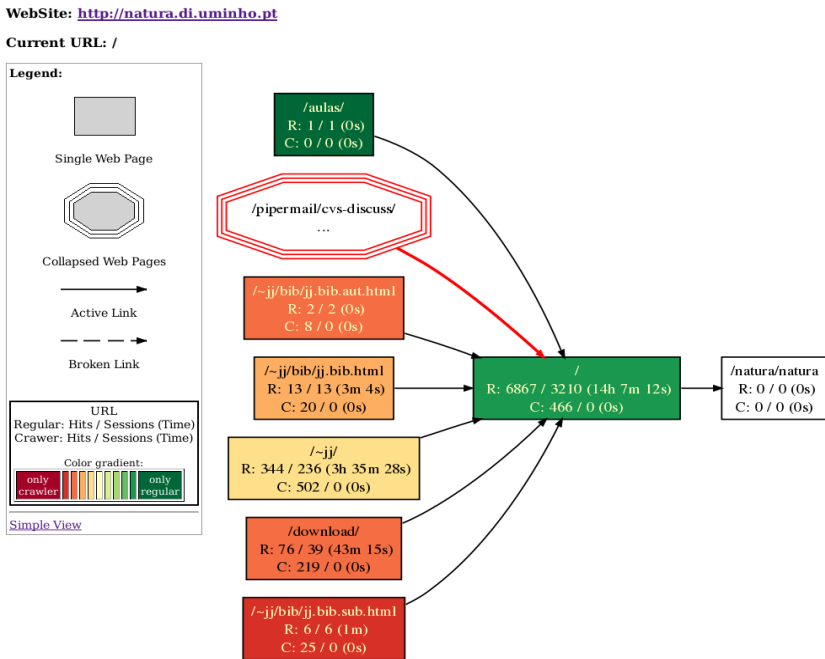 WebSite: http://natura.di.uminho.pt
Current URL: /
Legend:
Single Web Page
Collapsed Web Pages
Active Link
Broken Link
URL
Regular: Hits / Sessions (Time)
Crawer: Hits / Sessions (Time)
Color gradient:
only
crawler
only
regular
Simple View
/aulas/
R: 1 / 1 (0s)
C: 0 / 0 (0s)
/pipermail/cvs-discuss/
...
/~jj/bib/jj.bib.aut.html
R: 2 / 2 (0s)
C: 8 / 0 (0s)
/~jj/bib/jj.bib.html
R: 13 / 13 (3m 4s)
C: 20 / 0 (0s)
/~jj/
R: 344 / 236 (3h 35m 28s)
C: 502 / 0 (0s)
/download/
R: 76 / 39 (43m 15s)
C: 219 / 0 (0s)
/~jj/bib/jj.bib.sub.html
R: 6 / 6 (1m)
C: 25 / 0 (0s)
/
R: 6867 / 3210 (14h 7m 12s)
C: 466 / 0 (0s)
/natura/natura
R: 0 / 0 (0s)
C: 0 / 0 (0s)